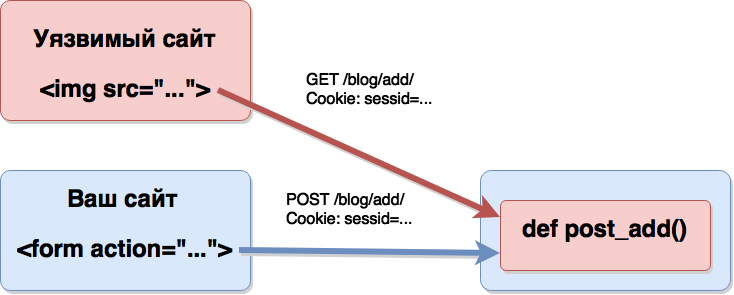 Уязвимый сайт
<img src="...">
GET /blog/add/
Cookie: sessid=...
Ваш сайт
<form action="...">
POST /blog/add/
Cookie: sessid=...
def post_add()